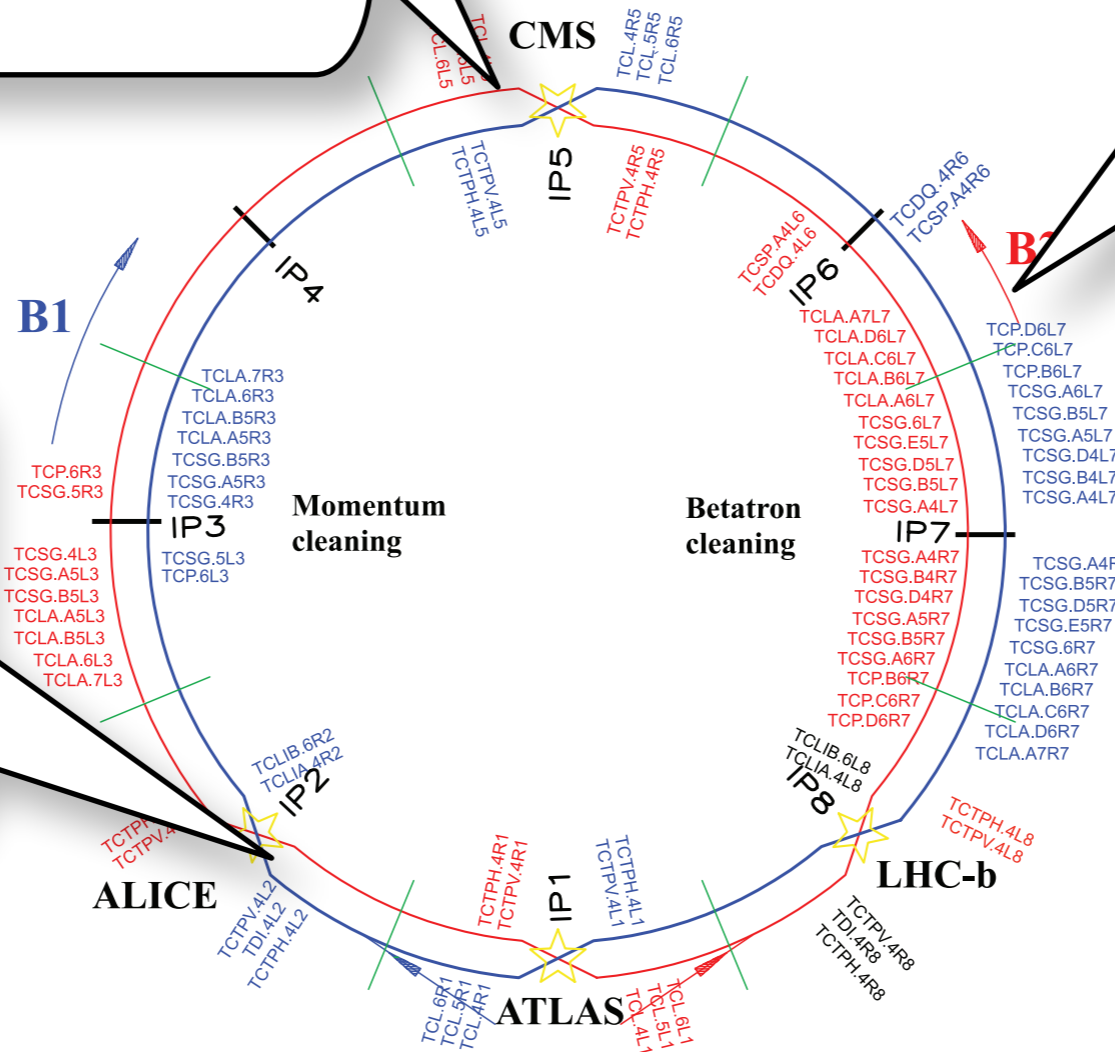 CMS
TCL.4R5
TCL.5R5
TCL.6R5
TCTPV.4L5
TCTPH.4L5
IP5
TCTPV.4R5
TCTPH.4R5
TCDQ.4R6
TCSP.A4R6
TCSP.A4L6
TCDQ.4L6
IP6
IP4
B1
TCLA.A7L7
TCLA.D6L7
TCLA.C6L7
TCLA.B6L7
TCLA.A6L7
TCSG.6L7
TCSG.E5L7
TCSG.D5L7
TCSG.B5L7
TCSG.A4L7
TCP.D6L7
TCP.C6L7
TCP.B6L7
TCSG.A6L7
TCSG.B5L7
TCSG.A5L7
TCSG.D4L7
TCSG.B4L7
TCSG.A4L7
TCLA.7R3
TCLA.6R3
TCLA.B5R3
TCLA.A5R3
TCSG.B5R3
TCSG.A5R3
TCSG.4R3
TCP.6R3
TCSG.5R3
IP3
Momentum
cleaning
Betatron
cleaning
IP7
TCSG.5L3
TCP.6L3
TCSG.4L3
TCSG.A5L3
TCSG.B5L3
TCLA.A5L3
TCLA.B5L3
TCLA.6L3
TCLA.7L3
TCSG.A4R7
TCSG.B4R7
TCSG.D4R7
TCSG.A5R7
TCSG.B5R7
TCSG.A6R7
TCP.B6R7
TCP.C6R7
TCP.D6R7
TCSG.B5R7
TCSG.D5R7
TCSG.E5R7
TCSG.6R7
TCLA.A6R7
TCLA.B6R7
TCLA.C6R7
TCLA.D6R7
TCLA.A7R7
TCLIB.6R2
TCLIA.4R2
IP2
TCLIB.6L8
TCLIA.4L8
IP8
TCTPH.4L8
TCTPV.4L8
ALICE
LHC-b
TCTPV.4L2
TDI.4L2
TCTPH.4L2
TCTPH.4R1
TCTPV.4R1
IP1
TCTPH.4L1
TCTPV.4L1
TCTPV.4R8
TDI.4R8
TCTPH.4R8
TCL.6R1
TCL.5R1
TCL.4R1
ATLAS
TCL.6L1
TCL.5L1
TCL.4L1